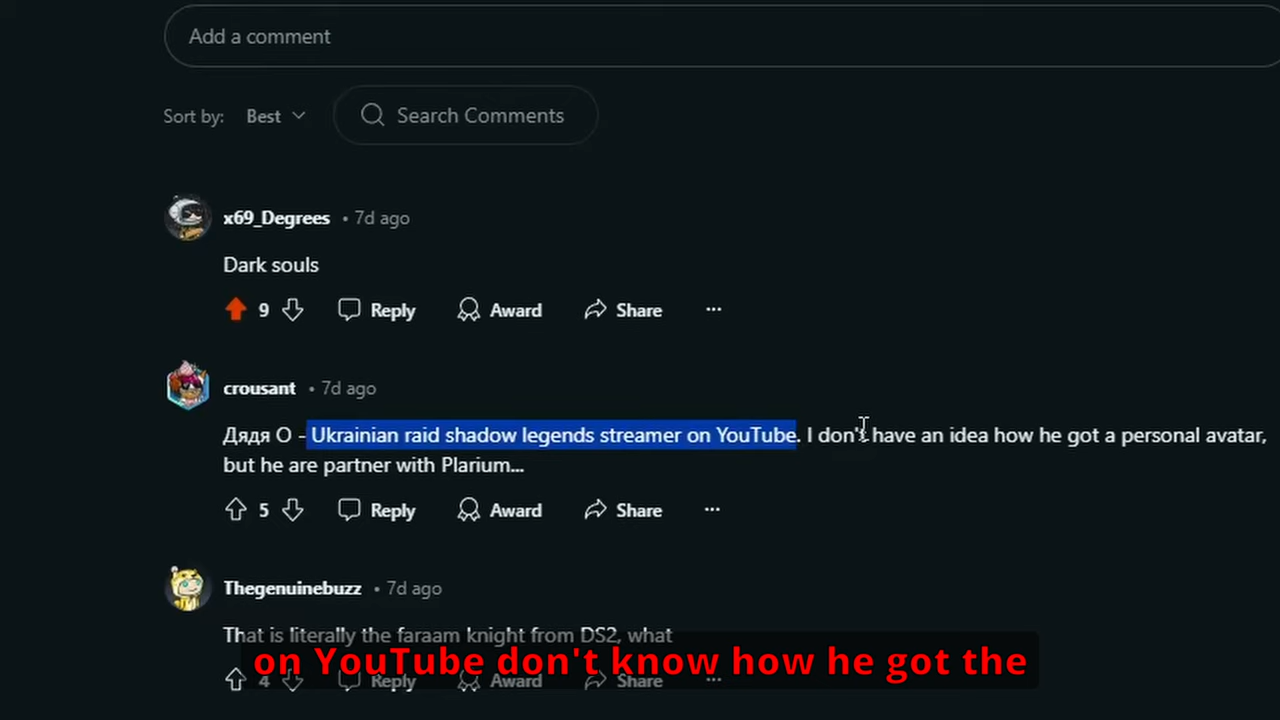 Add a comment
Sort by: Best Search Comments
x69_Degrees • 7d ago
Dark souls
9 Reply Award Share ...
crousant • 7d ago
Дядя О - Ukrainian raid shadow legends streamer on YouTube. I don't have an idea how he got a personal avatar,
but he are partner with Plarium...
5 Reply Award Share ...
Thegenuinebuzz • 7d ago
That is literally the faraam knight from DS2, what
on YouTube don't know how he got the
4 Reply Award Share ...